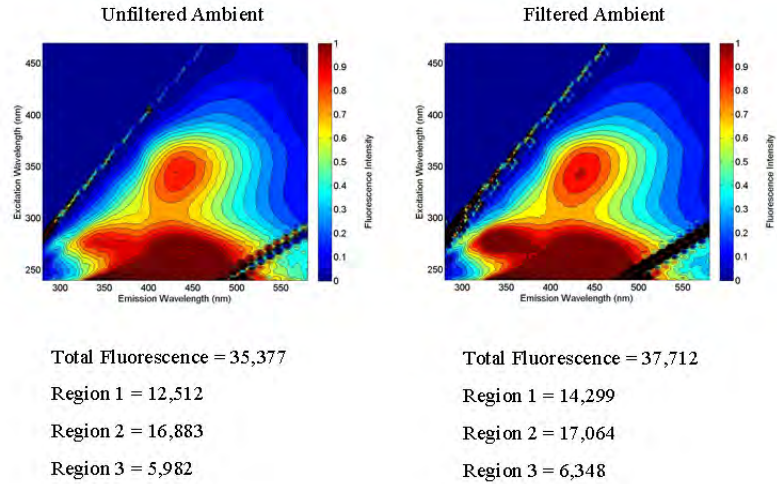 Unfiltered Ambient
Filtered Ambient
450
400
350
300
250
Excitation Wavelength (nm)
300 350 400 450 500 550
Emission Wavelength (nm)
1
0.9
0.8
0.7
0.6
0.5
0.4
0.3
0.2
0.1
0
Fluorescence Intensity
450
400
350
300
250
Excitation Wavelength (nm)
300 350 400 450 500 550
Emission Wavelength (nm)
1
0.9
0.8
0.7
0.6
0.5
0.4
0.3
0.2
0.1
0
Fluorescence Intensity
Total Fluorescence = 35,377
Region 1 = 12,512
Region 2 = 16,883
Region 3 = 5,982
Total Fluorescence = 37,712
Region 1 = 14,299
Region 2 = 17,064
Region 3 = 6,348